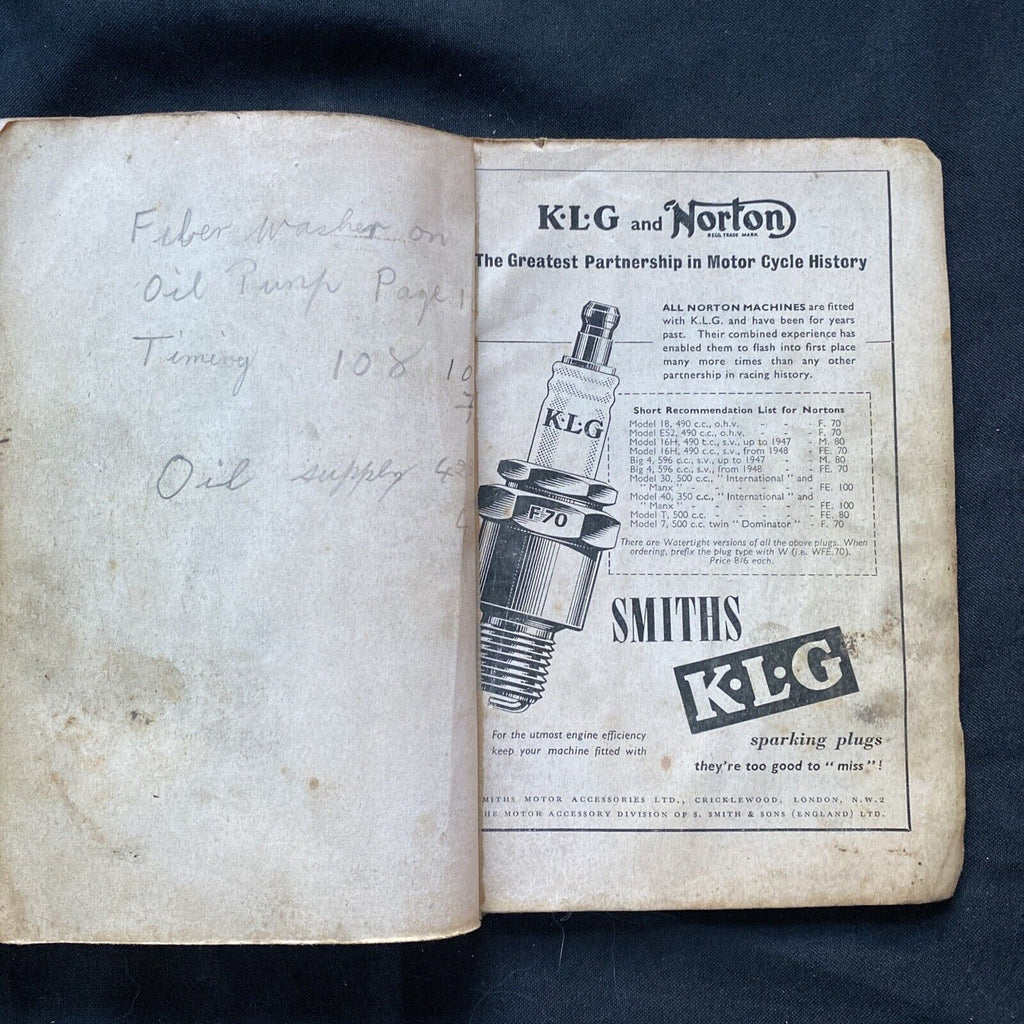 Fiber Washer on
Oil Pump Page 1
Timing 108 10
Oil supply 4
4
K·L·G and Norton
REGD. TRADE MARK
The Greatest Partnership in Motor Cycle History
ALL NORTON MACHINES are fitted
with K.L.G. and have been for years
past. Their combined experience has
enabled them to flash into first place
many more times than any other
partnership in racing history.
K·L·G
F70
Short Recommendation List for Nortons
Model 18, 490 c.c., o.h.v. - - - F. 70
Model ES2, 490 c.c., o.h.v. - - - F. 70
Model 16H, 490 c.c., s.v., up to 1947 - M. 80
Model 16H, 490 c.c., s.v., from 1948 - FE. 70
Big 4, 596 c.c., s.v., up to 1947 - M. 80
Big 4, 596 c.c., s.v., from 1948 - FE. 70
Model 30, 500 c.c., "International" and
"Manx" - - - - - - FE. 100
Model 40, 350 c.c., "International" and
"Manx" - - - - - - FE. 100
Model T, 500 c.c. - - - - - FE. 80
Model 7, 500 c.c. twin "Dominator" - F. 70
There are Watertight versions of all the above plugs. When
ordering, prefix the plug type with W (i.e. WFE.70).
Price 8/6 each.
SMITHS
K·L·G
sparking plugs
For the utmost engine efficiency
keep your machine fitted with
they're too good to "miss"!
MITHS MOTOR ACCESSORIES LTD., CRICKLEWOOD, LONDON, N.W.2
HE MOTOR ACCESSORY DIVISION OF S. SMITH & SONS (ENGLAND) LTD.